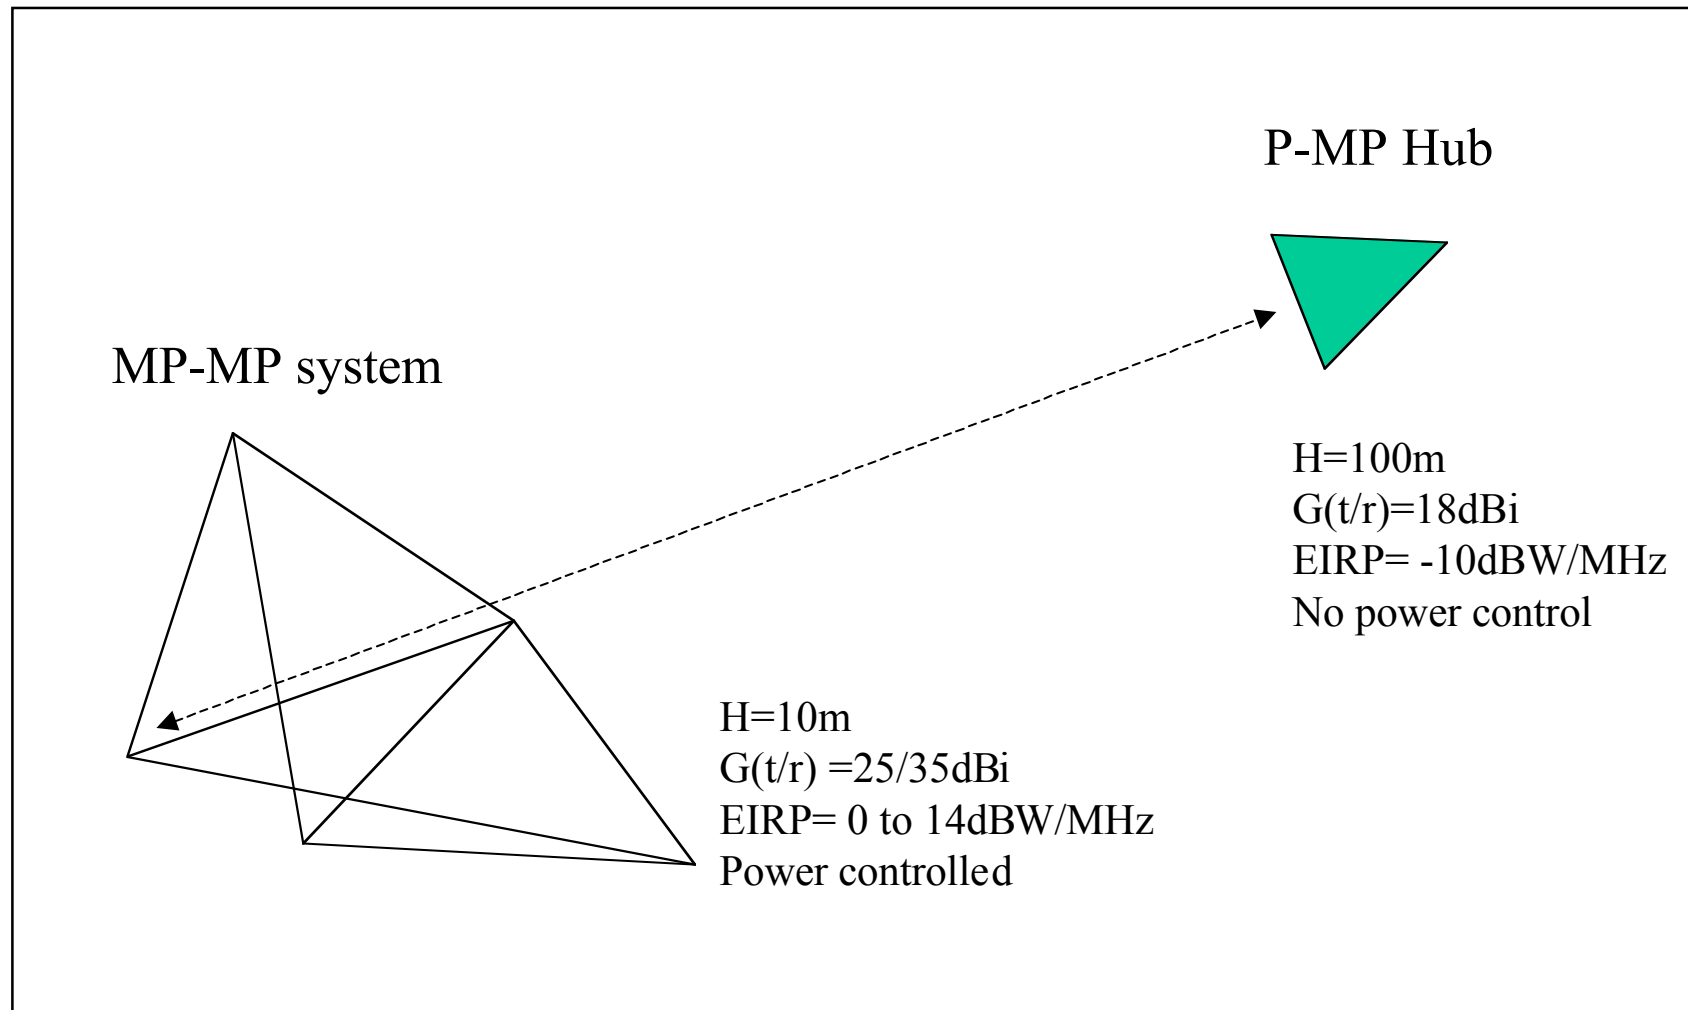 P-MP Hub
MP-MP system
H=100m
G(t/r)=18dBi
EIRP= -10dBW/MHz
No power control
H=10m
G(t/r) =25/35dBi
EIRP= 0 to 14dBW/MHz
Power controlled